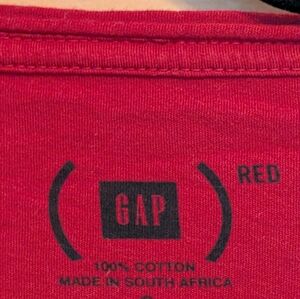 ( GAP ) RED
100% COTTON
MADE IN SOUTH AFRICA